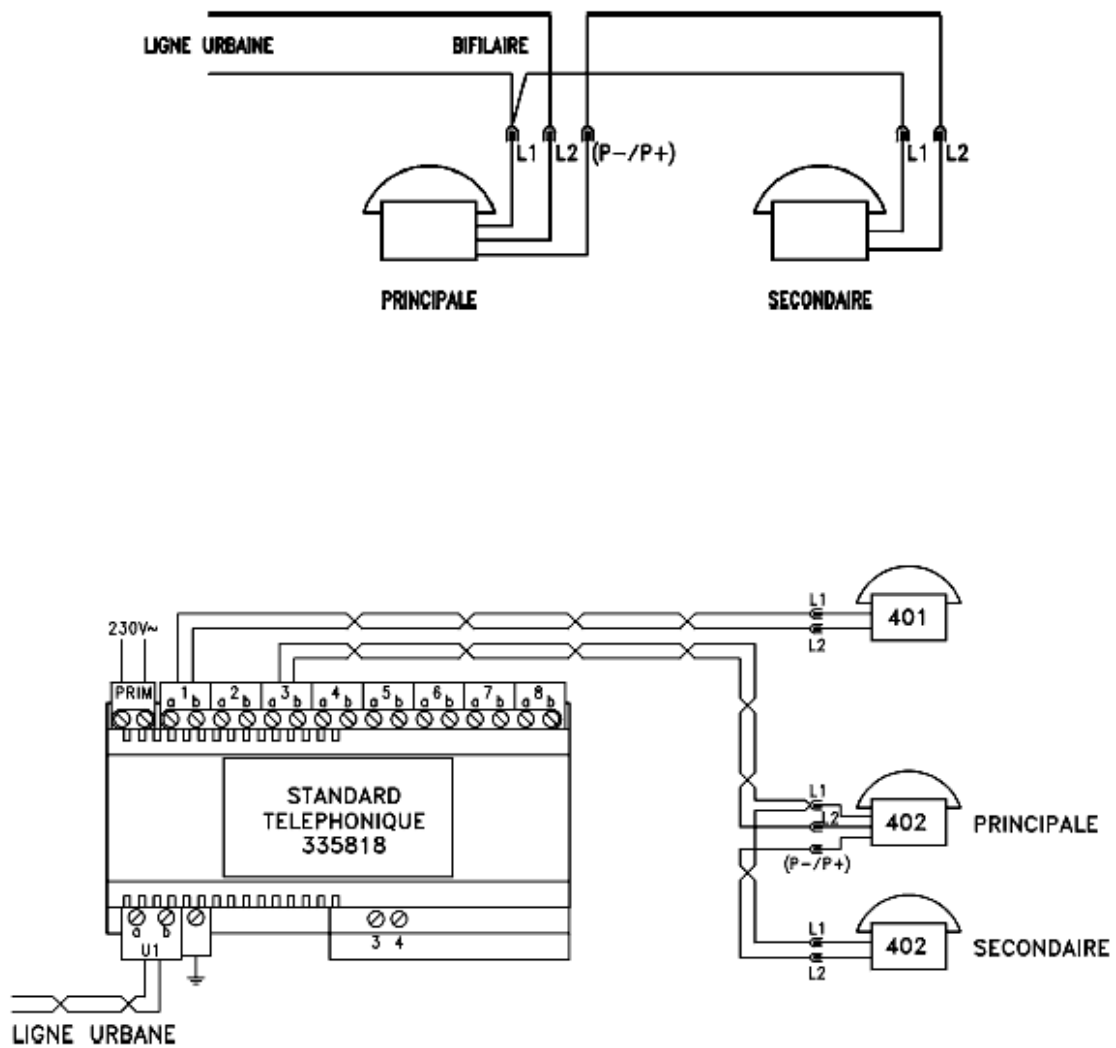 LIGNE URBAINE
BIFILAIRE
L1 L2 (P-/P+)
L1 L2
PRINCIPALE
SECONDAIRE
230V~
PRIM
a 1 b a 2 b a 3 b a 4 b a 5 b a 6 b a 7 b a 8 b
L1
401
L2
STANDARD
TELEPHONIQUE
335818
L1
L2
402
PRINCIPALE
(P-/P+)
a b
U1
3 4
L1
402
SECONDAIRE
L2
LIGNE URBANE